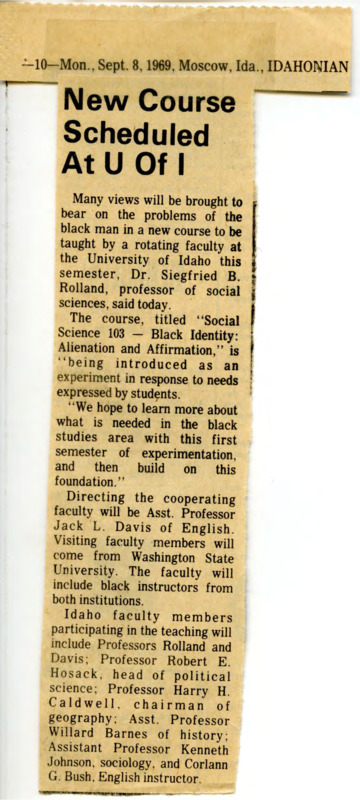 —10—Mon., Sept. 8, 1969, Moscow, Ida., IDAHONIAN
New Course
Scheduled
At U Of I
Many views will be brought to
bear on the problems of the
black man in a new course to be
taught by a rotating faculty at
the University of Idaho this
semester, Dr. Siegfried B.
Rolland, professor of social
sciences, said today.
The course, titled "Social
Science 103 — Black Identity:
Alienation and Affirmation," is
"being introduced as an
experiment in response to needs
expressed by students.
"We hope to learn more about
what is needed in the black
studies area with this first
semester of experimentation,
and then build on this
foundation."
Directing the cooperating
faculty will be Asst. Professor
Jack L. Davis of English.
Visiting faculty members will
come from Washington State
University. The faculty will
include black instructors from
both institutions.
Idaho faculty members
participating in the teaching will
include Professors Rolland and
Davis; Professor Robert E.
Hosack, head of political
science; Professor Harry H.
Caldwell, chairman of
geography; Asst. Professor
Willard Barnes of history;
Assistant Professor Kenneth
Johnson, sociology, and Corlann
G. Bush, English instructor.